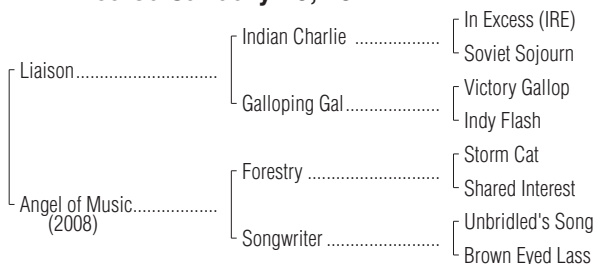 In Excess (IRE)
Indian Charlie ..................
Soviet Sojourn
Liaison..............................
Victory Gallop
Galloping Gal....................
Indy Flash
Storm Cat
Forestry ............................
Shared Interest
Angel of Music..................
(2008)
Unbridled's Song
Songwriter ........................
Brown Eyed Lass